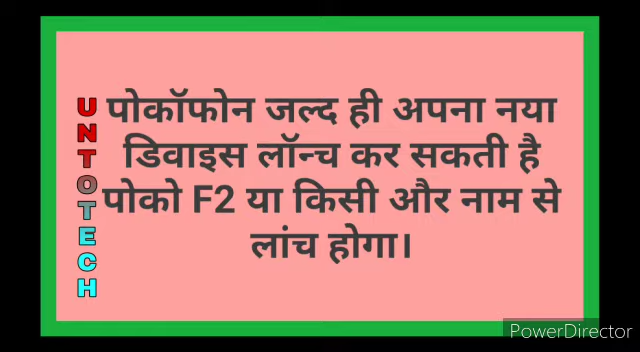 UNTOTECH
पोकॉफोन जल्द ही अपना नया
डिवाइस लॉन्च कर सकती है
पोको F2 या किसी और नाम से
लांच होगा।
PowerDirector